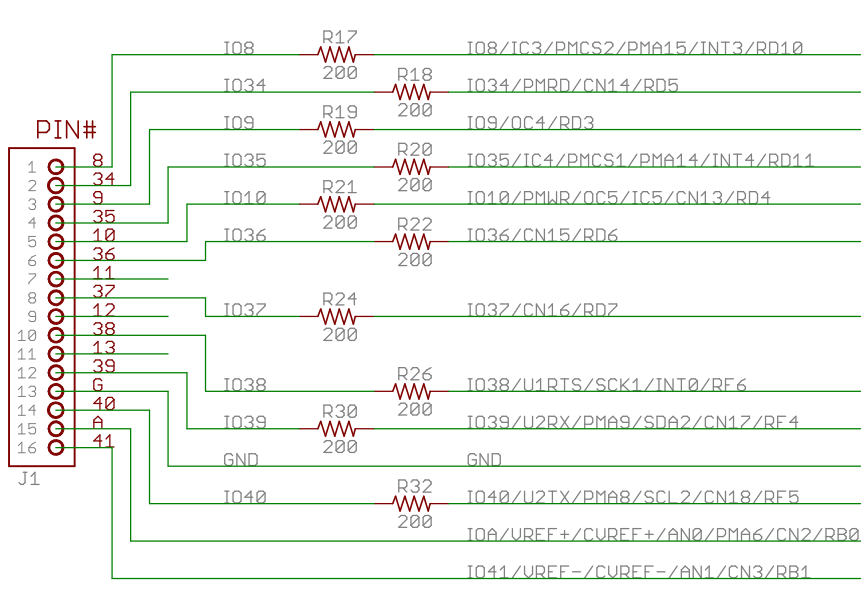 R17
IO8 IO8/IC3/PMCS2/PMA15/INT3/RD10
200
R18
IO34 IO34/PMRD/CN14/RD5
200
R19
IO9 IO9/OC4/RD3
200
PIN#
R20
IO35 IO35/IC4/PMCS1/PMA14/INT4/RD11
200
R21
IO10 IO10/PMWR/OC5/IC5/CN13/RD4
200
R22
IO36 IO36/CN15/RD6
200
R24
IO37 IO37/CN16/RD7
200
R26
IO38 IO38/U1RTS/SCK1/INT0/RF6
200
R30
IO39 IO39/U2RX/PMA9/SDA2/CN17/RF4
200
GND GND
R32
IO40 IO40/U2TX/PMA8/SCL2/CN18/RF5
200
IOA/VREF+/CVREF+/AN0/PMA6/CN2/RB0
IO41/VREF-/CVREF-/AN1/CN3/RB1
1 8
2 34
3 9
4 35
5 10
6 36
7 11
8 37
9 12
10 38
11 13
12 39
13 G
14 40
15 A
16 41
J1